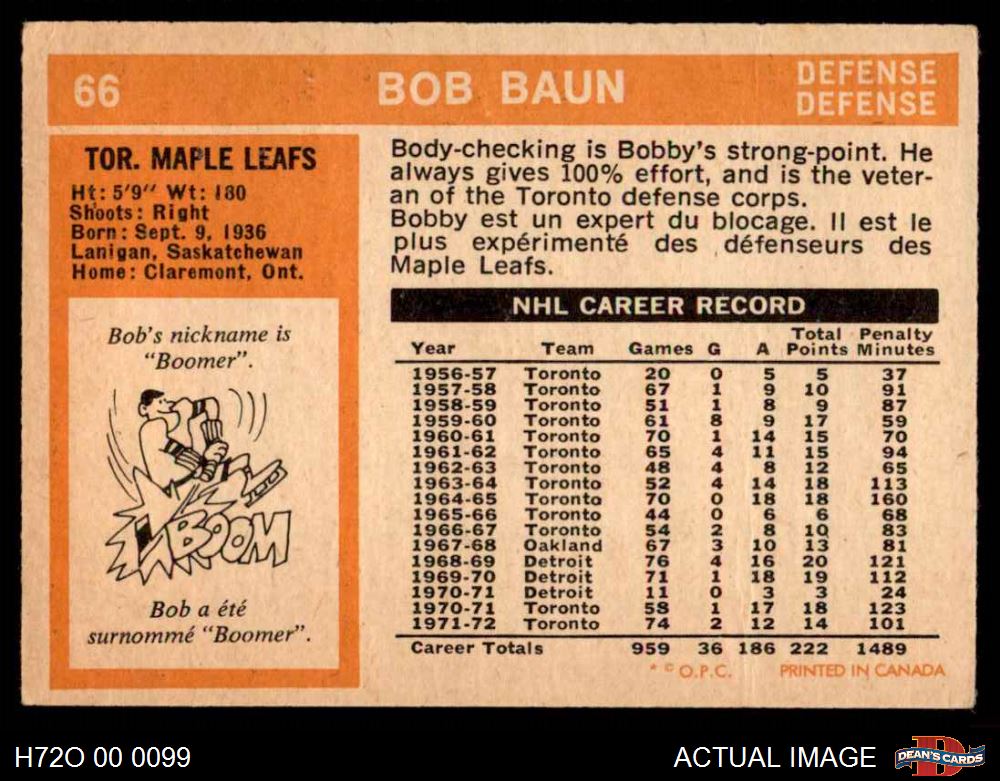 66
BOB BAUN
DEFENSE
DEFENSE
TOR. MAPLE LEAFS
Ht: 5'9" Wt: 180
Shoots: Right
Born: Sept. 9, 1936
Lanigan, Saskatchewan
Home: Claremont, Ont.
Bob's nickname is
"Boomer".
KABOOM
Bob a été
surnommé "Boomer".
Body-checking is Bobby's strong-point. He
always gives 100% effort, and is the veter-
an of the Toronto defense corps.
Bobby est un expert du blocage. Il est le
plus expérimenté des défenseurs des
Maple Leafs.
NHL CAREER RECORD
Year Team Games G A Total Points Penalty Minutes
1956-57 Toronto 20 0 5 5 37
1957-58 Toronto 67 1 9 10 91
1958-59 Toronto 51 1 8 9 87
1959-60 Toronto 61 8 9 17 59
1960-61 Toronto 70 1 14 15 70
1961-62 Toronto 65 4 11 15 94
1962-63 Toronto 48 4 8 12 65
1963-64 Toronto 52 4 14 18 113
1964-65 Toronto 70 0 18 18 160
1965-66 Toronto 44 0 6 6 68
1966-67 Toronto 54 2 8 10 83
1967-68 Oakland 67 3 10 13 81
1968-69 Detroit 76 4 16 20 121
1969-70 Detroit 71 1 18 19 112
1970-71 Detroit 11 0 3 3 24
1970-71 Toronto 58 1 17 18 123
1971-72 Toronto 74 2 12 14 101
Career Totals 959 36 186 222 1489
* © O.P.C. PRINTED IN CANADA
H72O 00 0099
ACTUAL IMAGE
DEAN'S CARDS